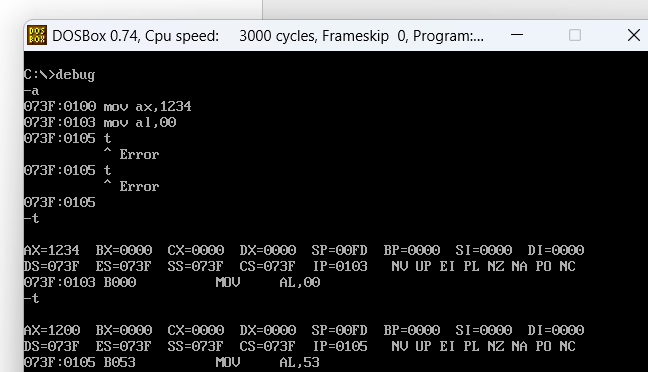 DOS
BOX
DOSBox 0.74, Cpu speed: 3000 cycles, Frameskip 0, Program:...
C:\>debug
-a
073F:0100 mov ax,1234
073F:0103 mov al,00
073F:0105 t
^ Error
073F:0105 t
^ Error
073F:0105
-t
AX=1234 BX=0000 CX=0000 DX=0000 SP=00FD BP=0000 SI=0000 DI=0000
DS=073F ES=073F SS=073F CS=073F IP=0103 NV UP EI PL NZ NA PO NC
073F:0103 B000 MOV AL,00
-t
AX=1200 BX=0000 CX=0000 DX=0000 SP=00FD BP=0000 SI=0000 DI=0000
DS=073F ES=073F SS=073F CS=073F IP=0105 NV UP EI PL NZ NA PO NC
073F:0105 B053 MOV AL,53